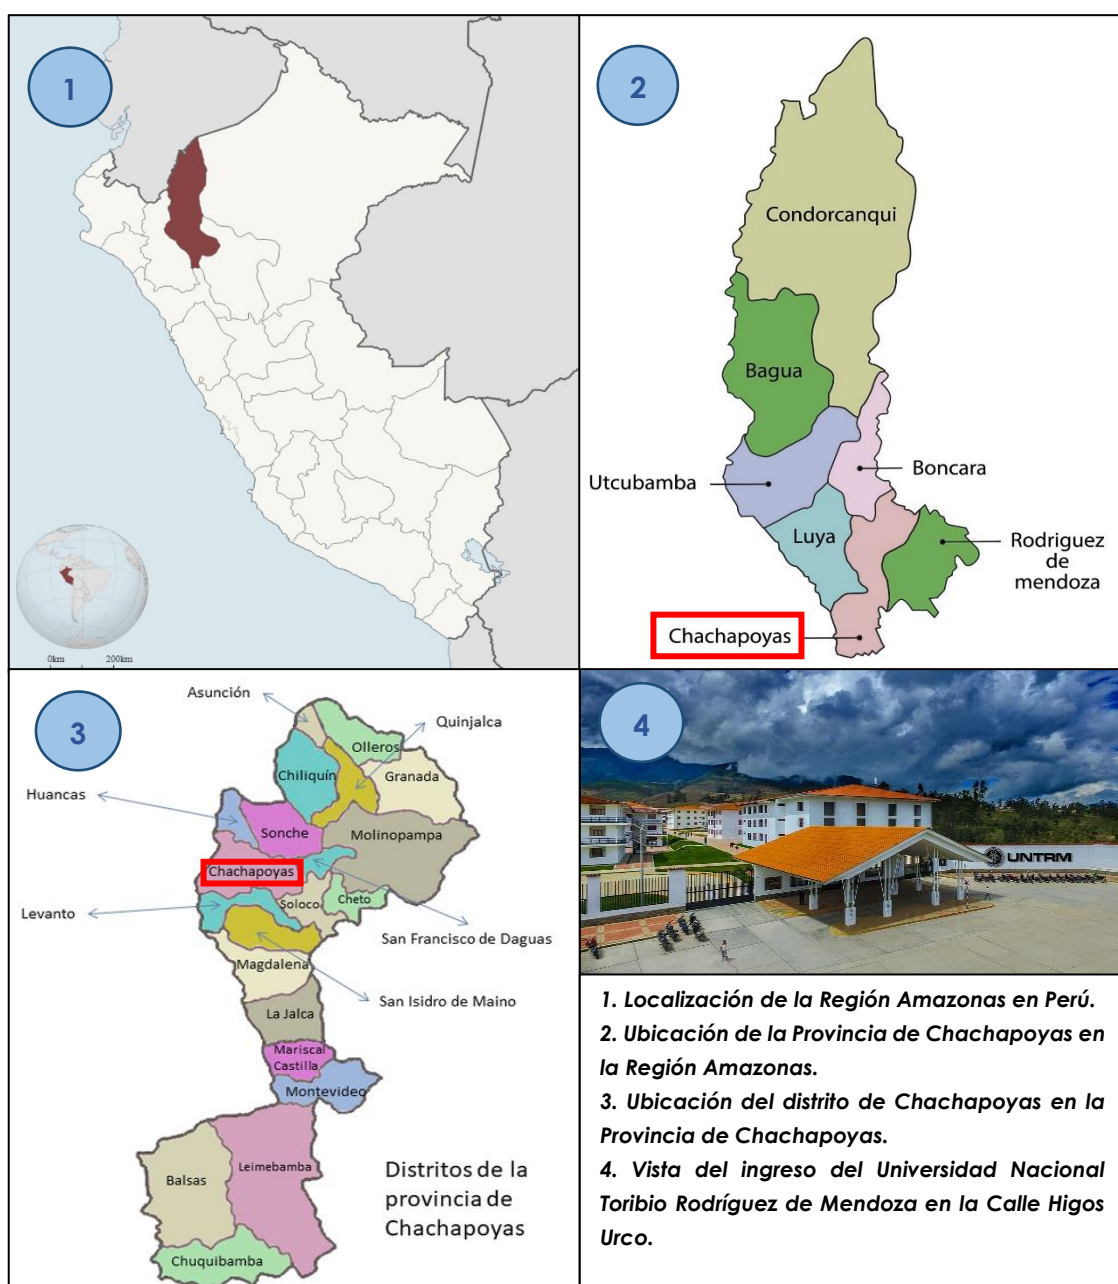 1
0km 200km
2
Condorcanqui
Bagua
Boncara
Utcubamba
Luya
Rodriguez
de
mendoza
Chachapoyas
3
Asunción
Quinjalca
Olleros
Chiliquín
Granada
Huancas
Sonche
Molinopampa
Chachapoyas
Levanto
Soloco
Cheto
San Francisco de Daguas
Magdalena
San Isidro de Maino
La Jalca
Mariscal
Castilla
Montevideo
Balsas
Leimebamba
Distritos de la
provincia de
Chachapoyas
Chuquibamba
4
UNTRM
1. Localización de la Región Amazonas en Perú.
2. Ubicación de la Provincia de Chachapoyas en
la Región Amazonas.
3. Ubicación del distrito de Chachapoyas en la
Provincia de Chachapoyas.
4. Vista del ingreso del Universidad Nacional
Toribio Rodríguez de Mendoza en la Calle Higos
Urco.